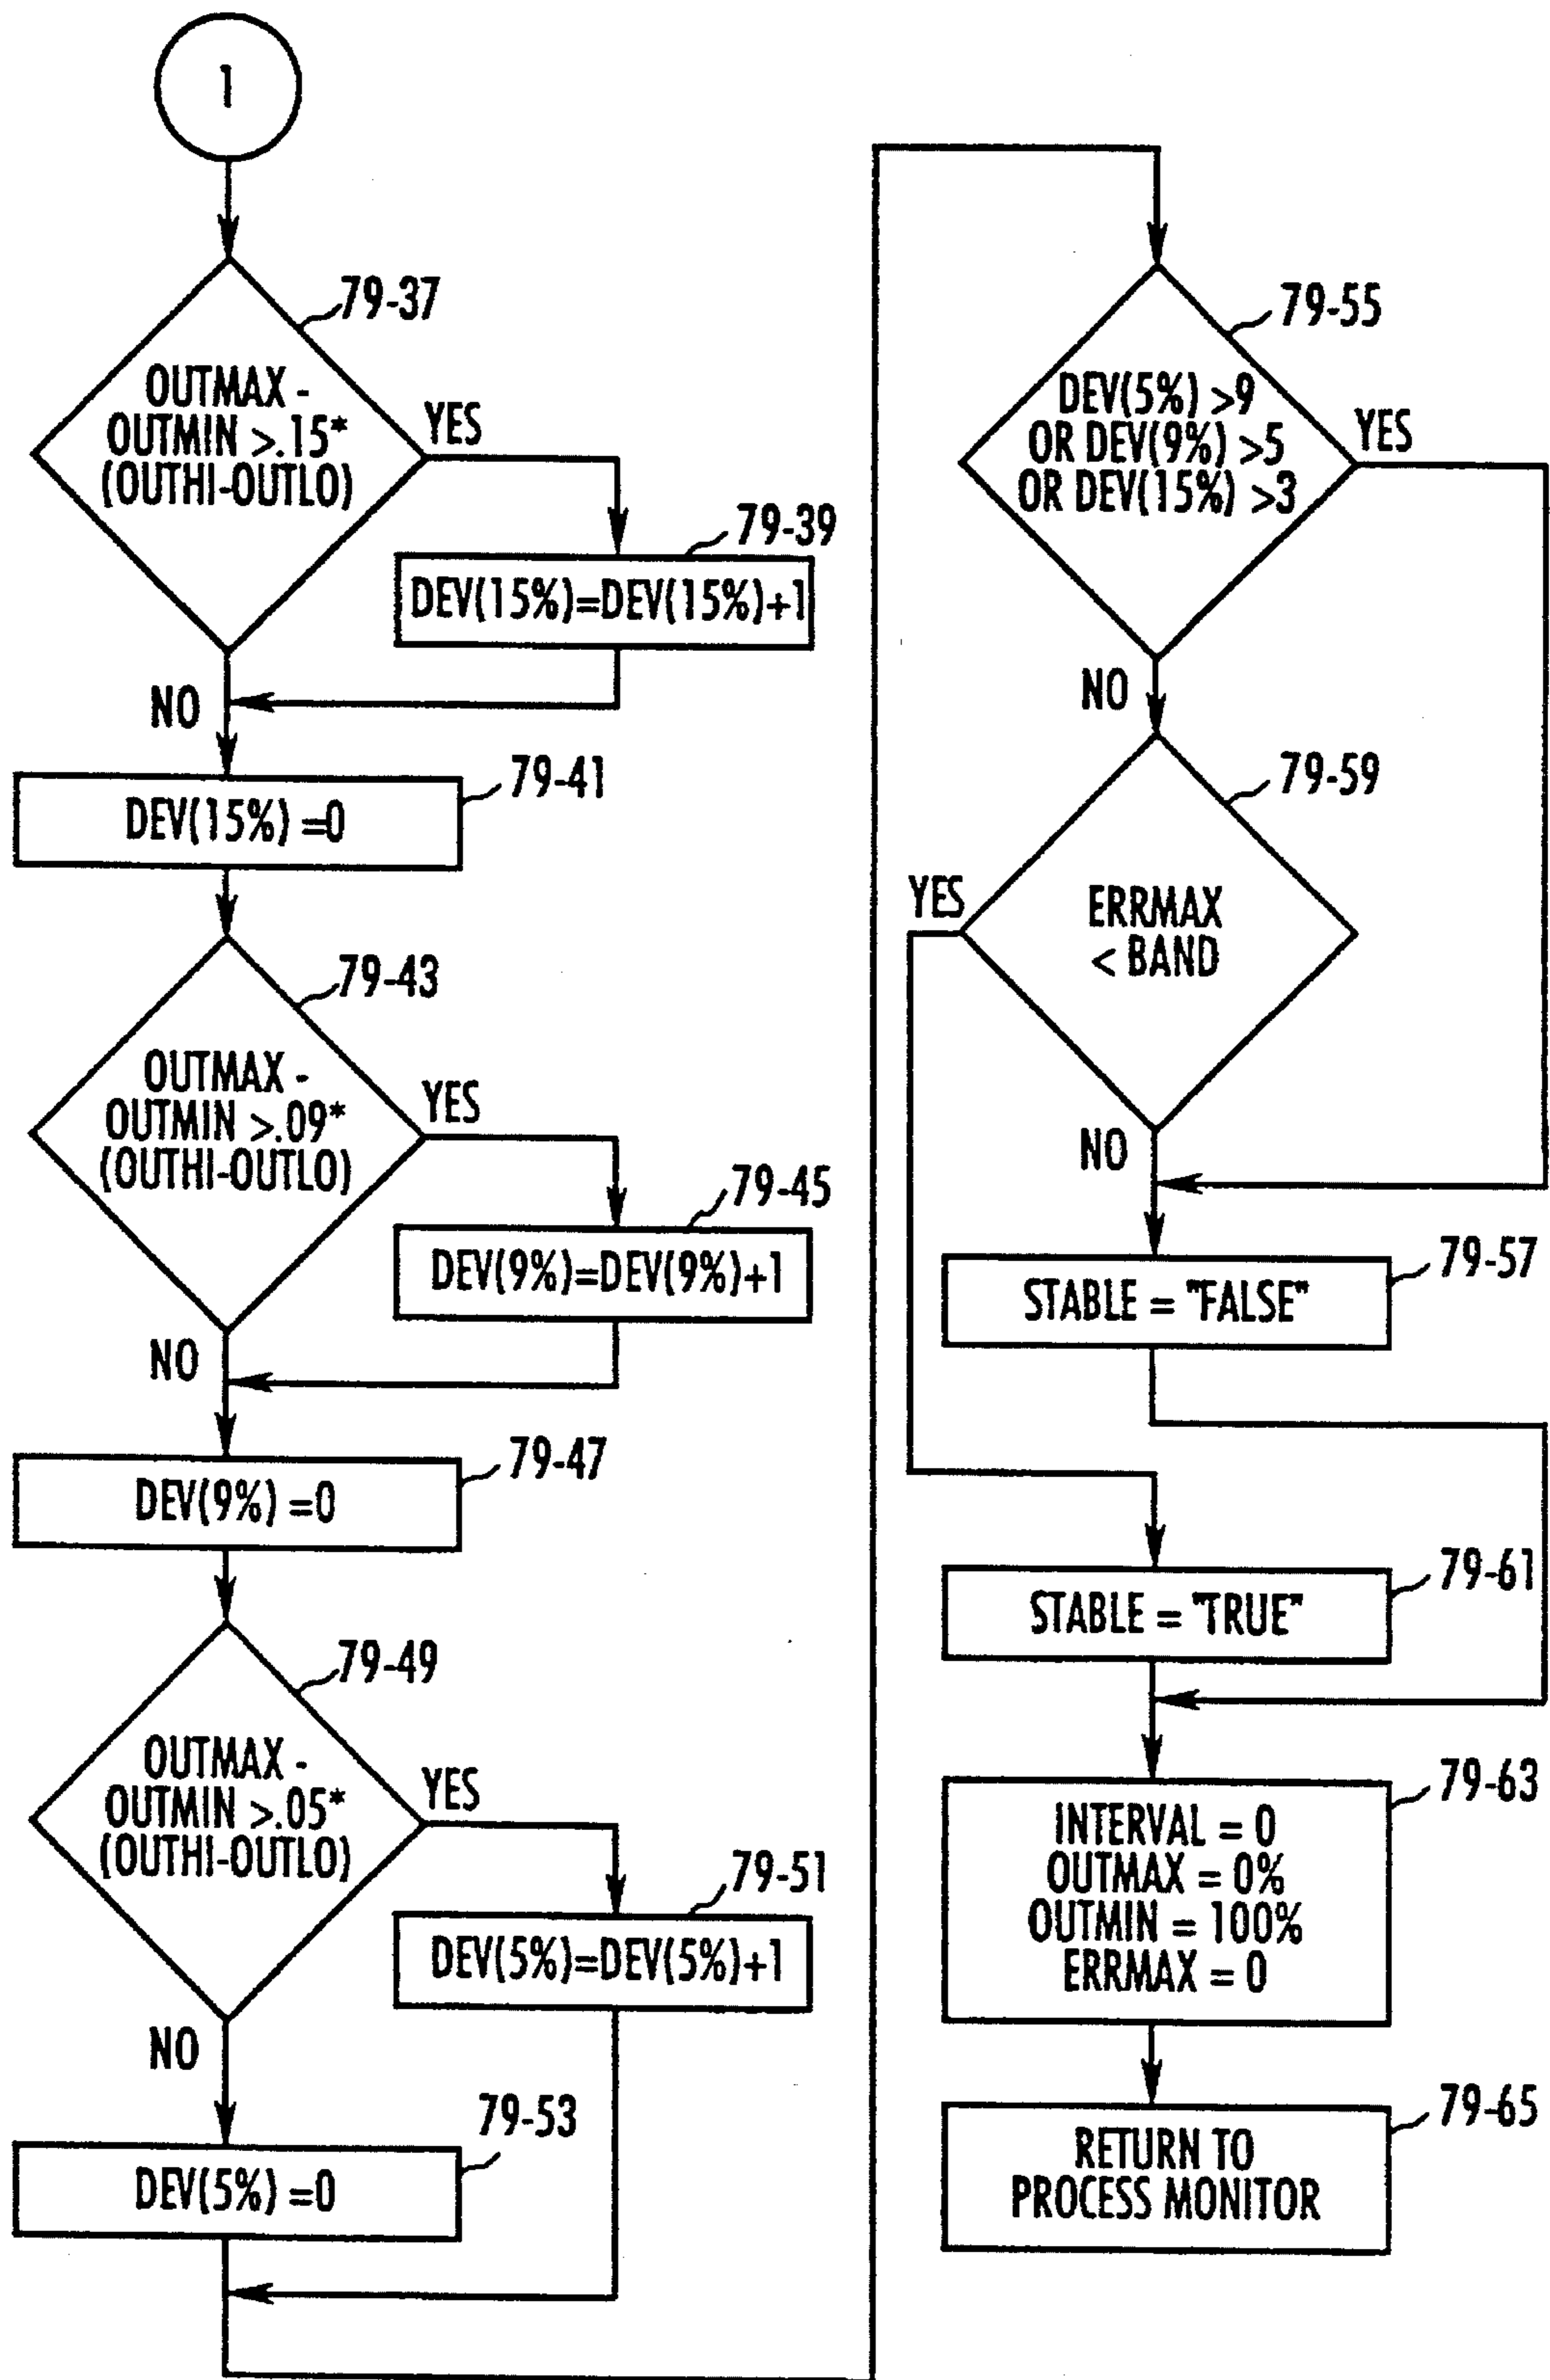 1
79-37
OUTMAX -
OUTMIN >.15*
(OUTHI-OUTLO)
YES
79-39
DEV(15%)=DEV(15%)+1
NO
79-41
DEV(15%) =0
79-43
OUTMAX -
OUTMIN >.09*
(OUTHI-OUTLO)
YES
79-45
DEV(9%)=DEV(9%)+1
NO
79-47
DEV(9%) =0
79-49
OUTMAX -
OUTMIN >.05*
(OUTHI-OUTLO)
YES
79-51
DEV(5%)=DEV(5%)+1
NO
79-53
DEV(5%) =0
79-55
DEV(5%) >9
OR DEV(9%) >5
OR DEV(15%) >3
YES
NO
79-59
YES
ERRMAX
< BAND
NO
79-57
STABLE = "FALSE"
79-61
STABLE = "TRUE"
79-63
INTERVAL = 0
OUTMAX = 0%
OUTMIN = 100%
ERRMAX = 0
79-65
RETURN TO
PROCESS MONITOR